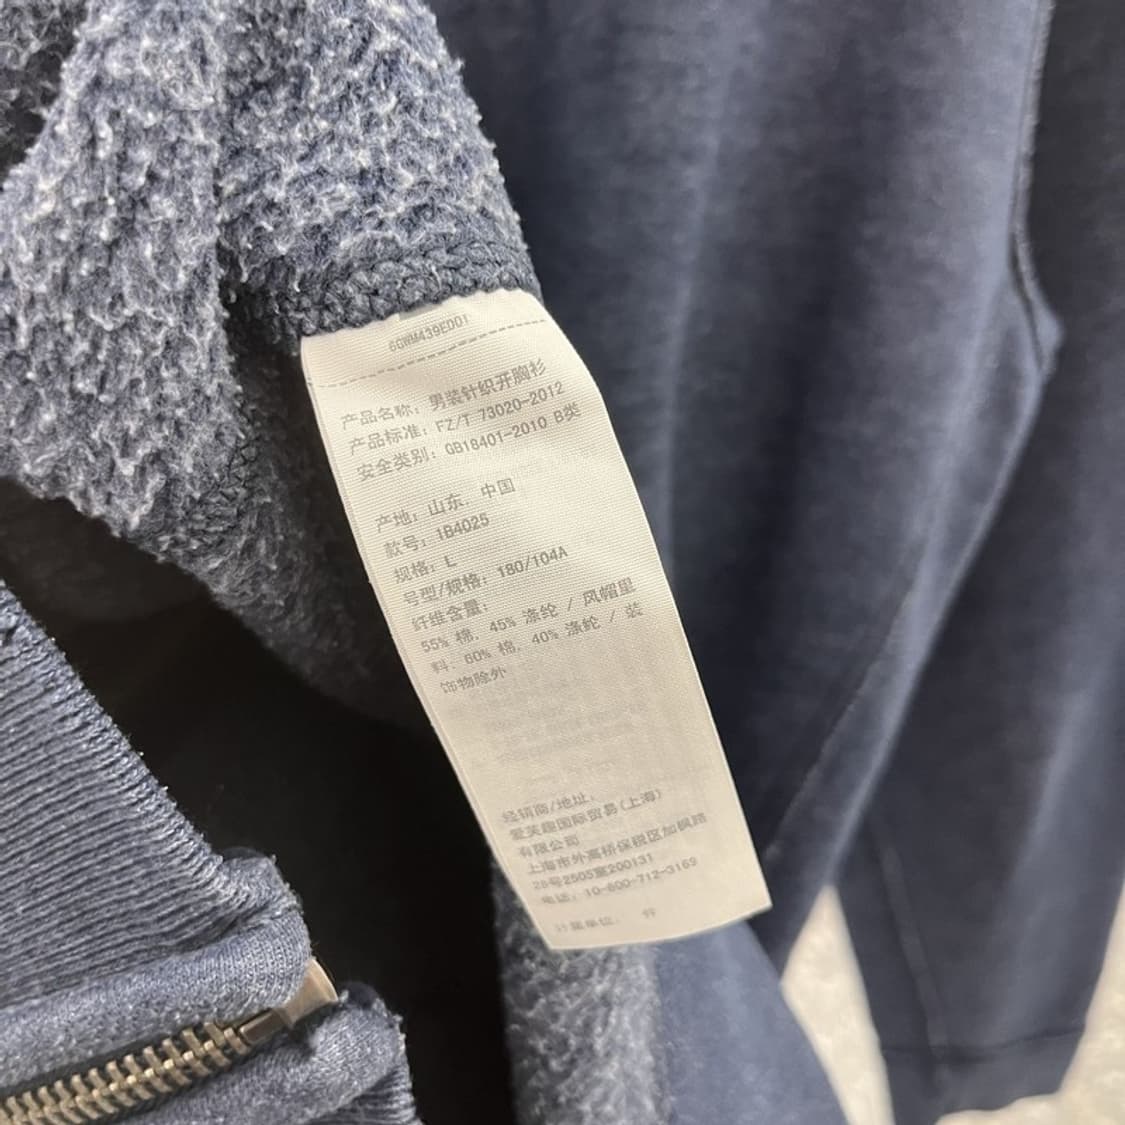 6GWM439ED01
产品名称: 男装针织开胸衫
产品标准: FZ/T 73020-2012
安全类别: GB18401-2010 B类
产地: 山东, 中国
款号: 1B4025
规格: L
号型/规格: 180/104A
纤维含量:
55% 棉, 45% 涤纶 / 风帽里
料, 60% 棉, 40% 涤纶 / 装
饰物除外
经销商/地址:
爱芙趣国际贸易(上海)
有限公司
上海市外高桥保税区加枫路
28号2505室200131
电话: 10-800-712-3169
计量单位: 件